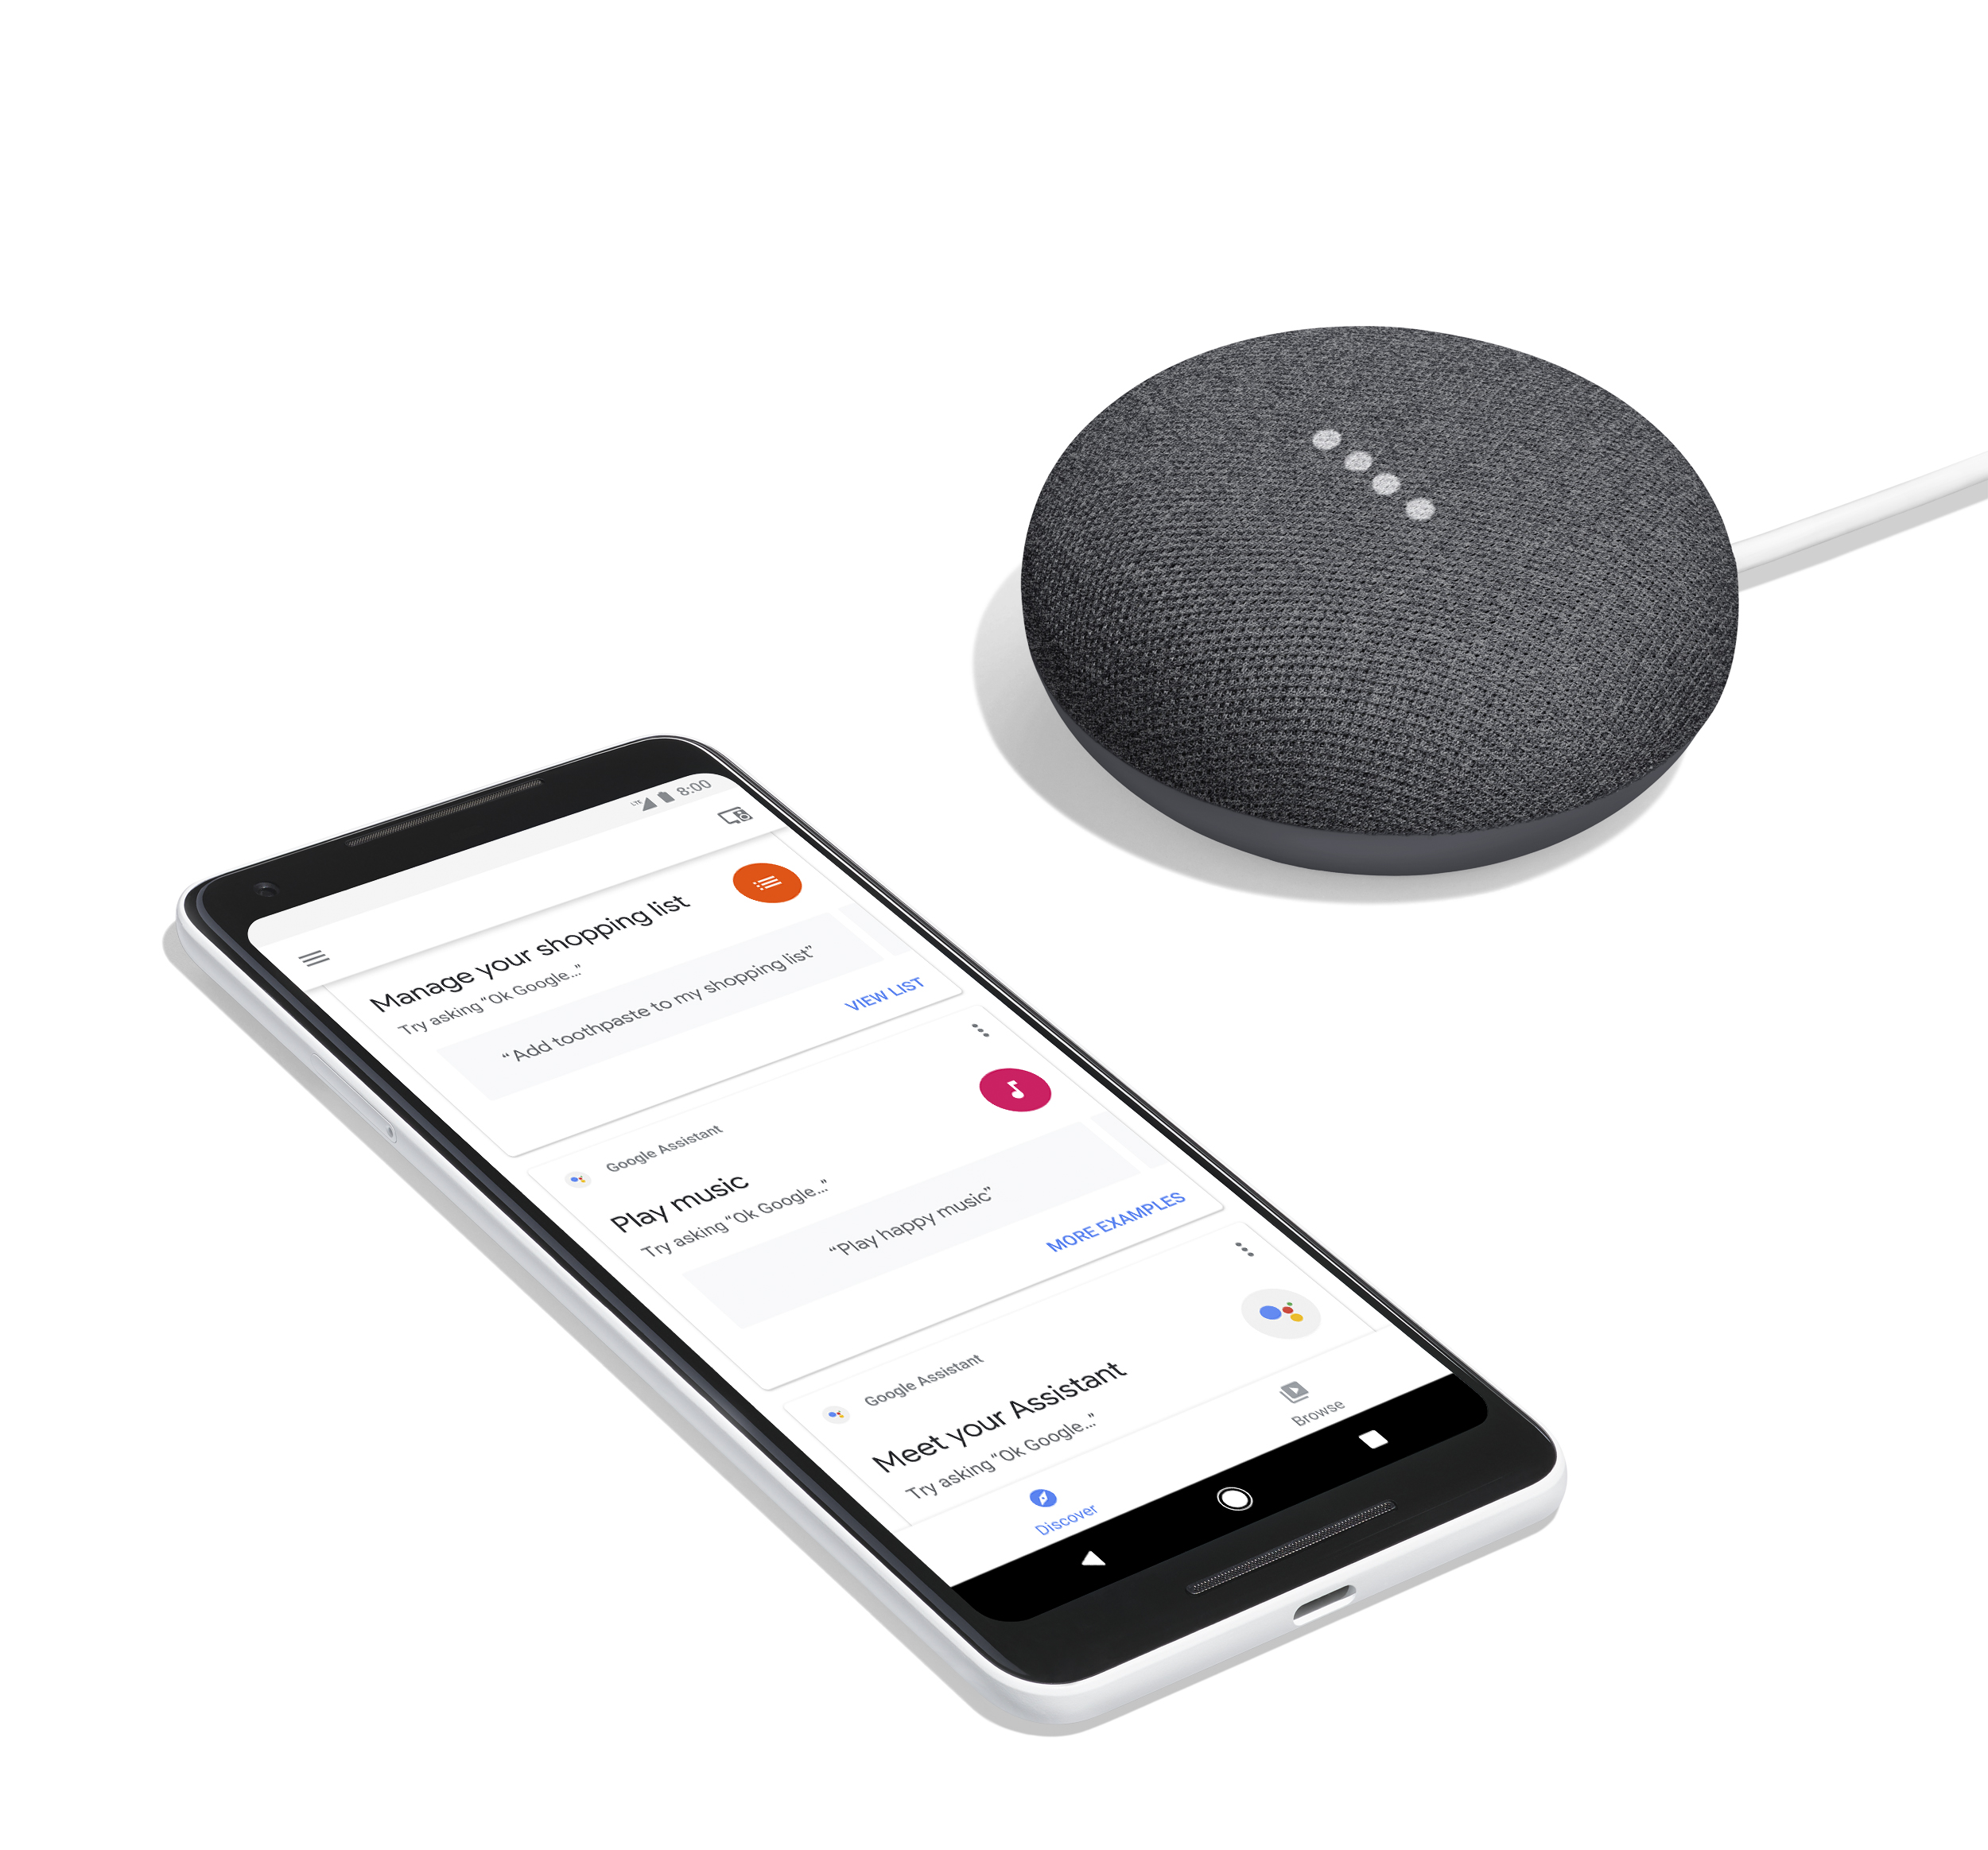 LTE 8:00
Manage your shopping list
Try asking “Ok Google...”
“Add toothpaste to my shopping list”
VIEW LIST
Google Assistant
Play music
Try asking “Ok Google...”
“Play happy music”
MORE EXAMPLES
Google Assistant
Meet your Assistant
Try asking “Ok Google...”
Discover
Browse